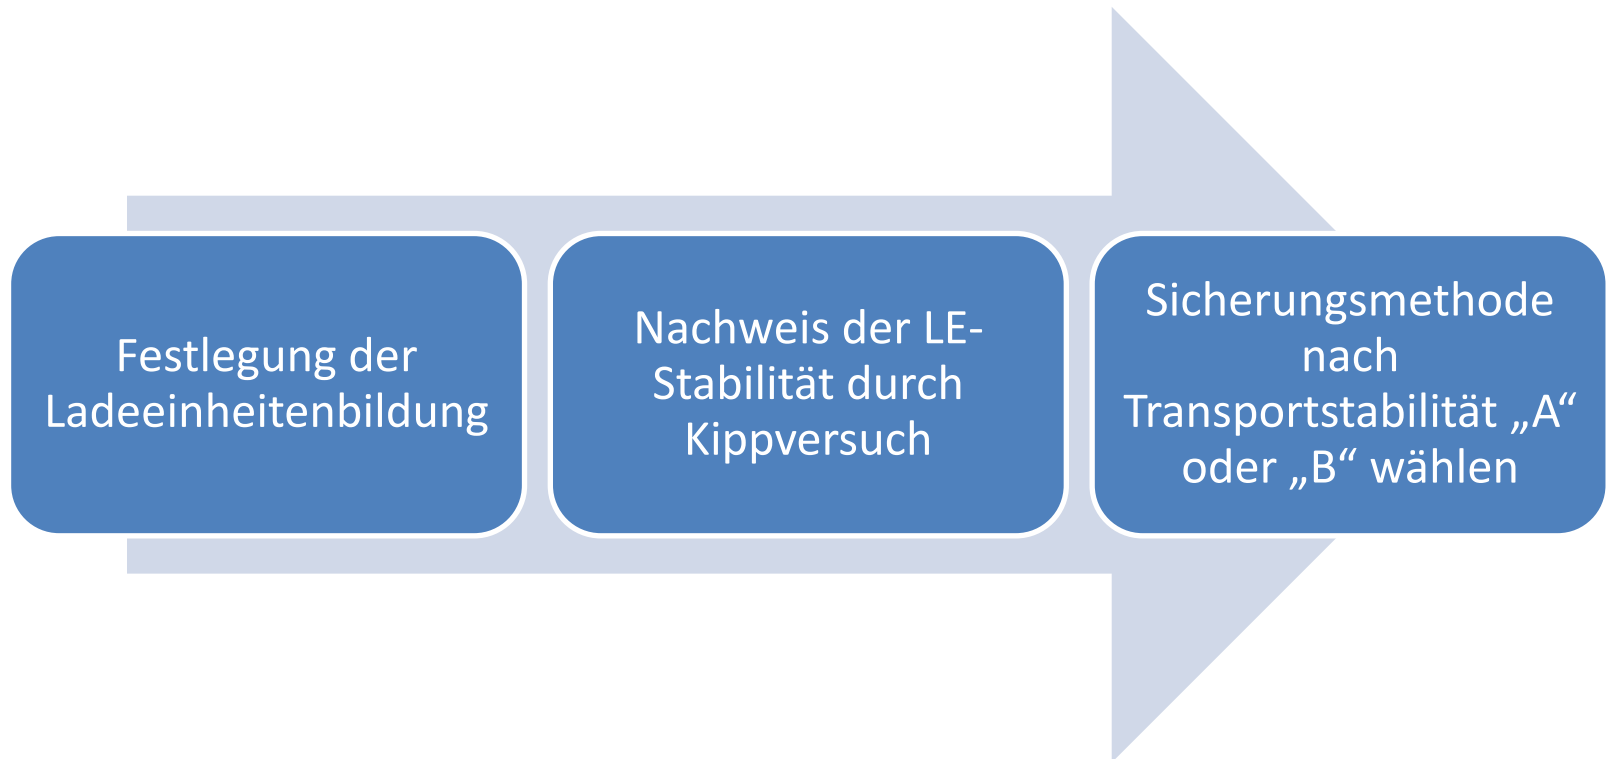 Festlegung der
Ladeeinheitenbildung
Nachweis der LE-
Stabilität durch
Kippversuch
Sicherungsmethode
nach
Transportstabilität „A“
oder „B“ wählen